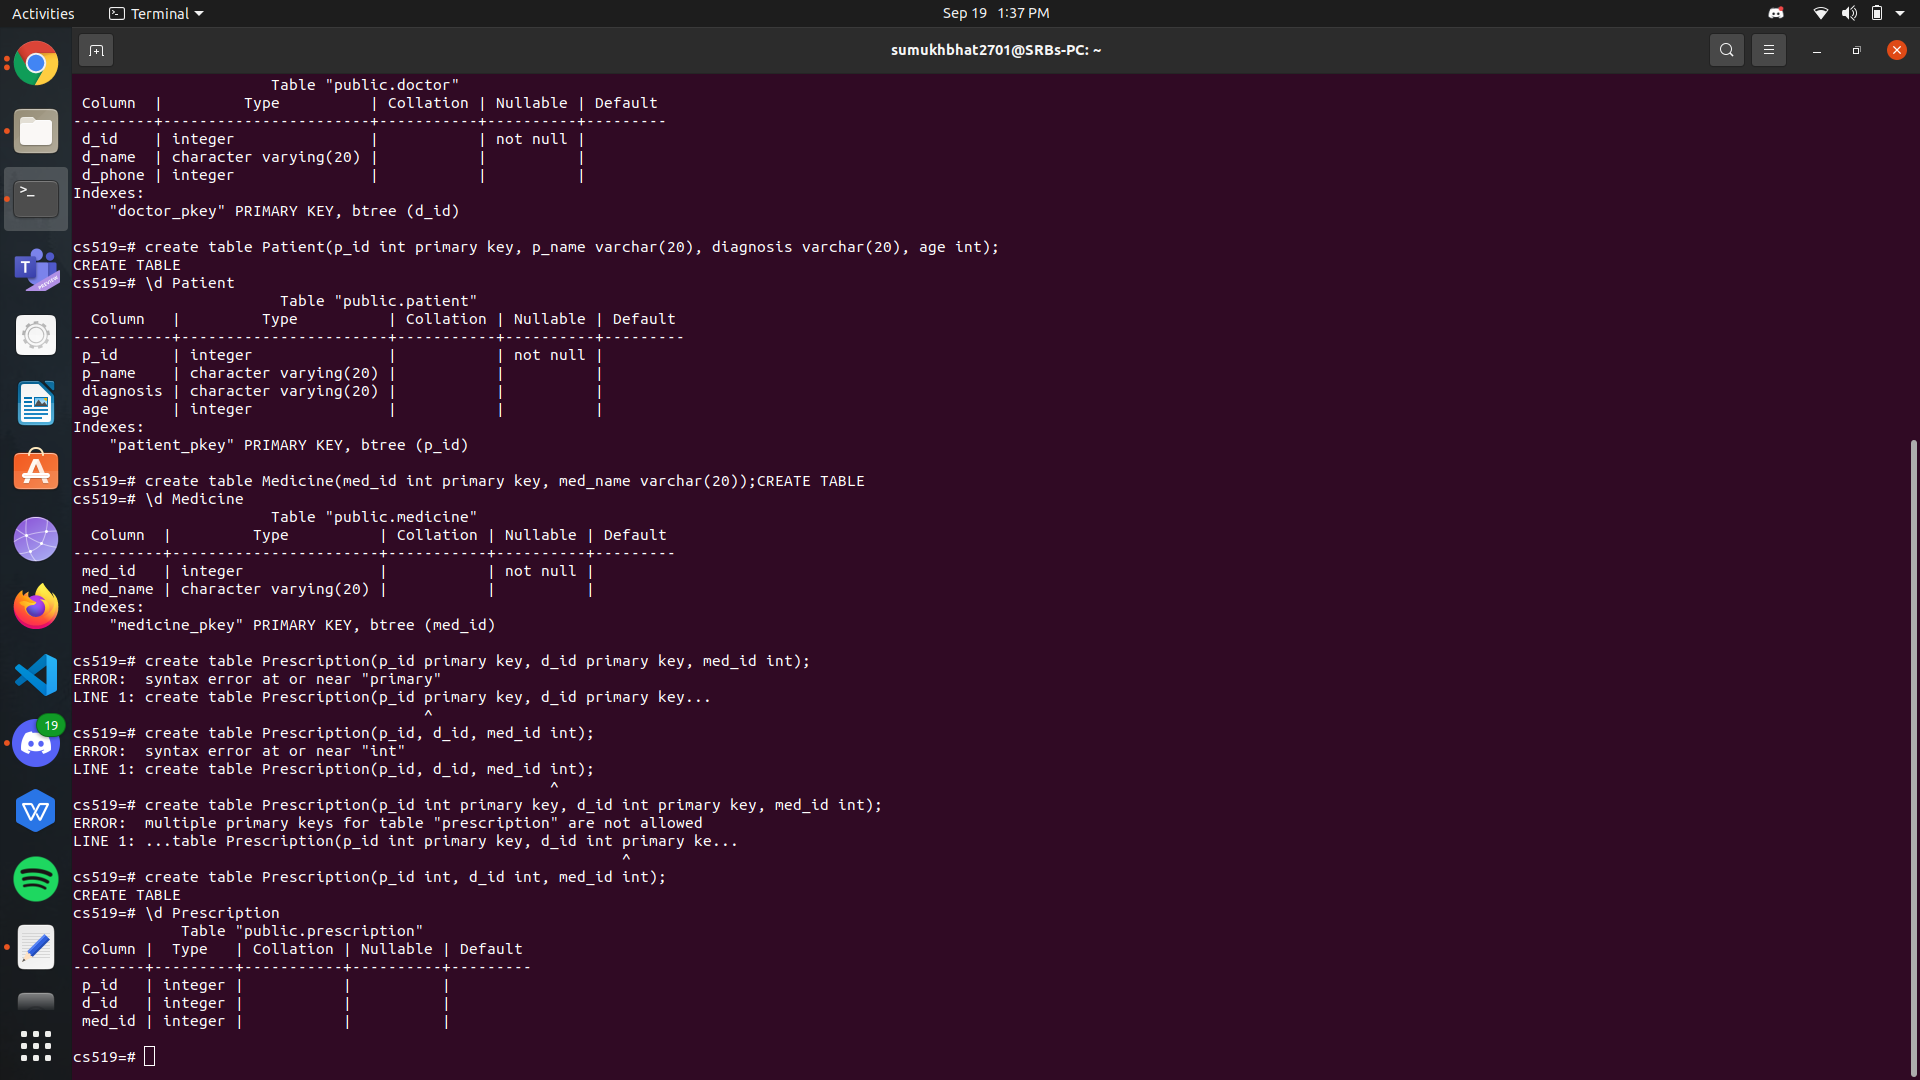 Activities
Terminal
Sep 19 1:37 PM
sumukhbhat2701@SRBs-PC: ~
                      Table "public.doctor"
 Column  |         Type          | Collation | Nullable | Default
---------+-----------------------+-----------+----------+---------
 d_id    | integer               |           | not null |
 d_name  | character varying(20) |           |          |
 d_phone | integer               |           |          |
Indexes:
    "doctor_pkey" PRIMARY KEY, btree (d_id)
cs519=# create table Patient(p_id int primary key, p_name varchar(20), diagnosis varchar(20), age int);
CREATE TABLE
cs519=# \d Patient
                       Table "public.patient"
  Column   |         Type          | Collation | Nullable | Default
-----------+-----------------------+-----------+----------+---------
 p_id      | integer               |           | not null |
 p_name    | character varying(20) |           |          |
 diagnosis | character varying(20) |           |          |
 age       | integer               |           |          |
Indexes:
    "patient_pkey" PRIMARY KEY, btree (p_id)
cs519=# create table Medicine(med_id int primary key, med_name varchar(20));CREATE TABLE
cs519=# \d Medicine
                      Table "public.medicine"
  Column  |         Type          | Collation | Nullable | Default
----------+-----------------------+-----------+----------+---------
 med_id   | integer               |           | not null |
 med_name | character varying(20) |           |          |
Indexes:
    "medicine_pkey" PRIMARY KEY, btree (med_id)
cs519=# create table Prescription(p_id primary key, d_id primary key, med_id int);
ERROR:  syntax error at or near "primary"
LINE 1: create table Prescription(p_id primary key, d_id primary key...
                                       ^
cs519=# create table Prescription(p_id, d_id, med_id int);
ERROR:  syntax error at or near "int"
LINE 1: create table Prescription(p_id, d_id, med_id int);
                                                     ^
cs519=# create table Prescription(p_id int primary key, d_id int primary key, med_id int);
ERROR:  multiple primary keys for table "prescription" are not allowed
LINE 1: ...table Prescription(p_id int primary key, d_id int primary ke...
                                                             ^
cs519=# create table Prescription(p_id int, d_id int, med_id int);
CREATE TABLE
cs519=# \d Prescription
            Table "public.prescription"
 Column |  Type   | Collation | Nullable | Default
--------+---------+-----------+----------+---------
 p_id   | integer |           |          |
 d_id   | integer |           |          |
 med_id | integer |           |          |
cs519=#
>_
T
PREVIEW
A
19
W